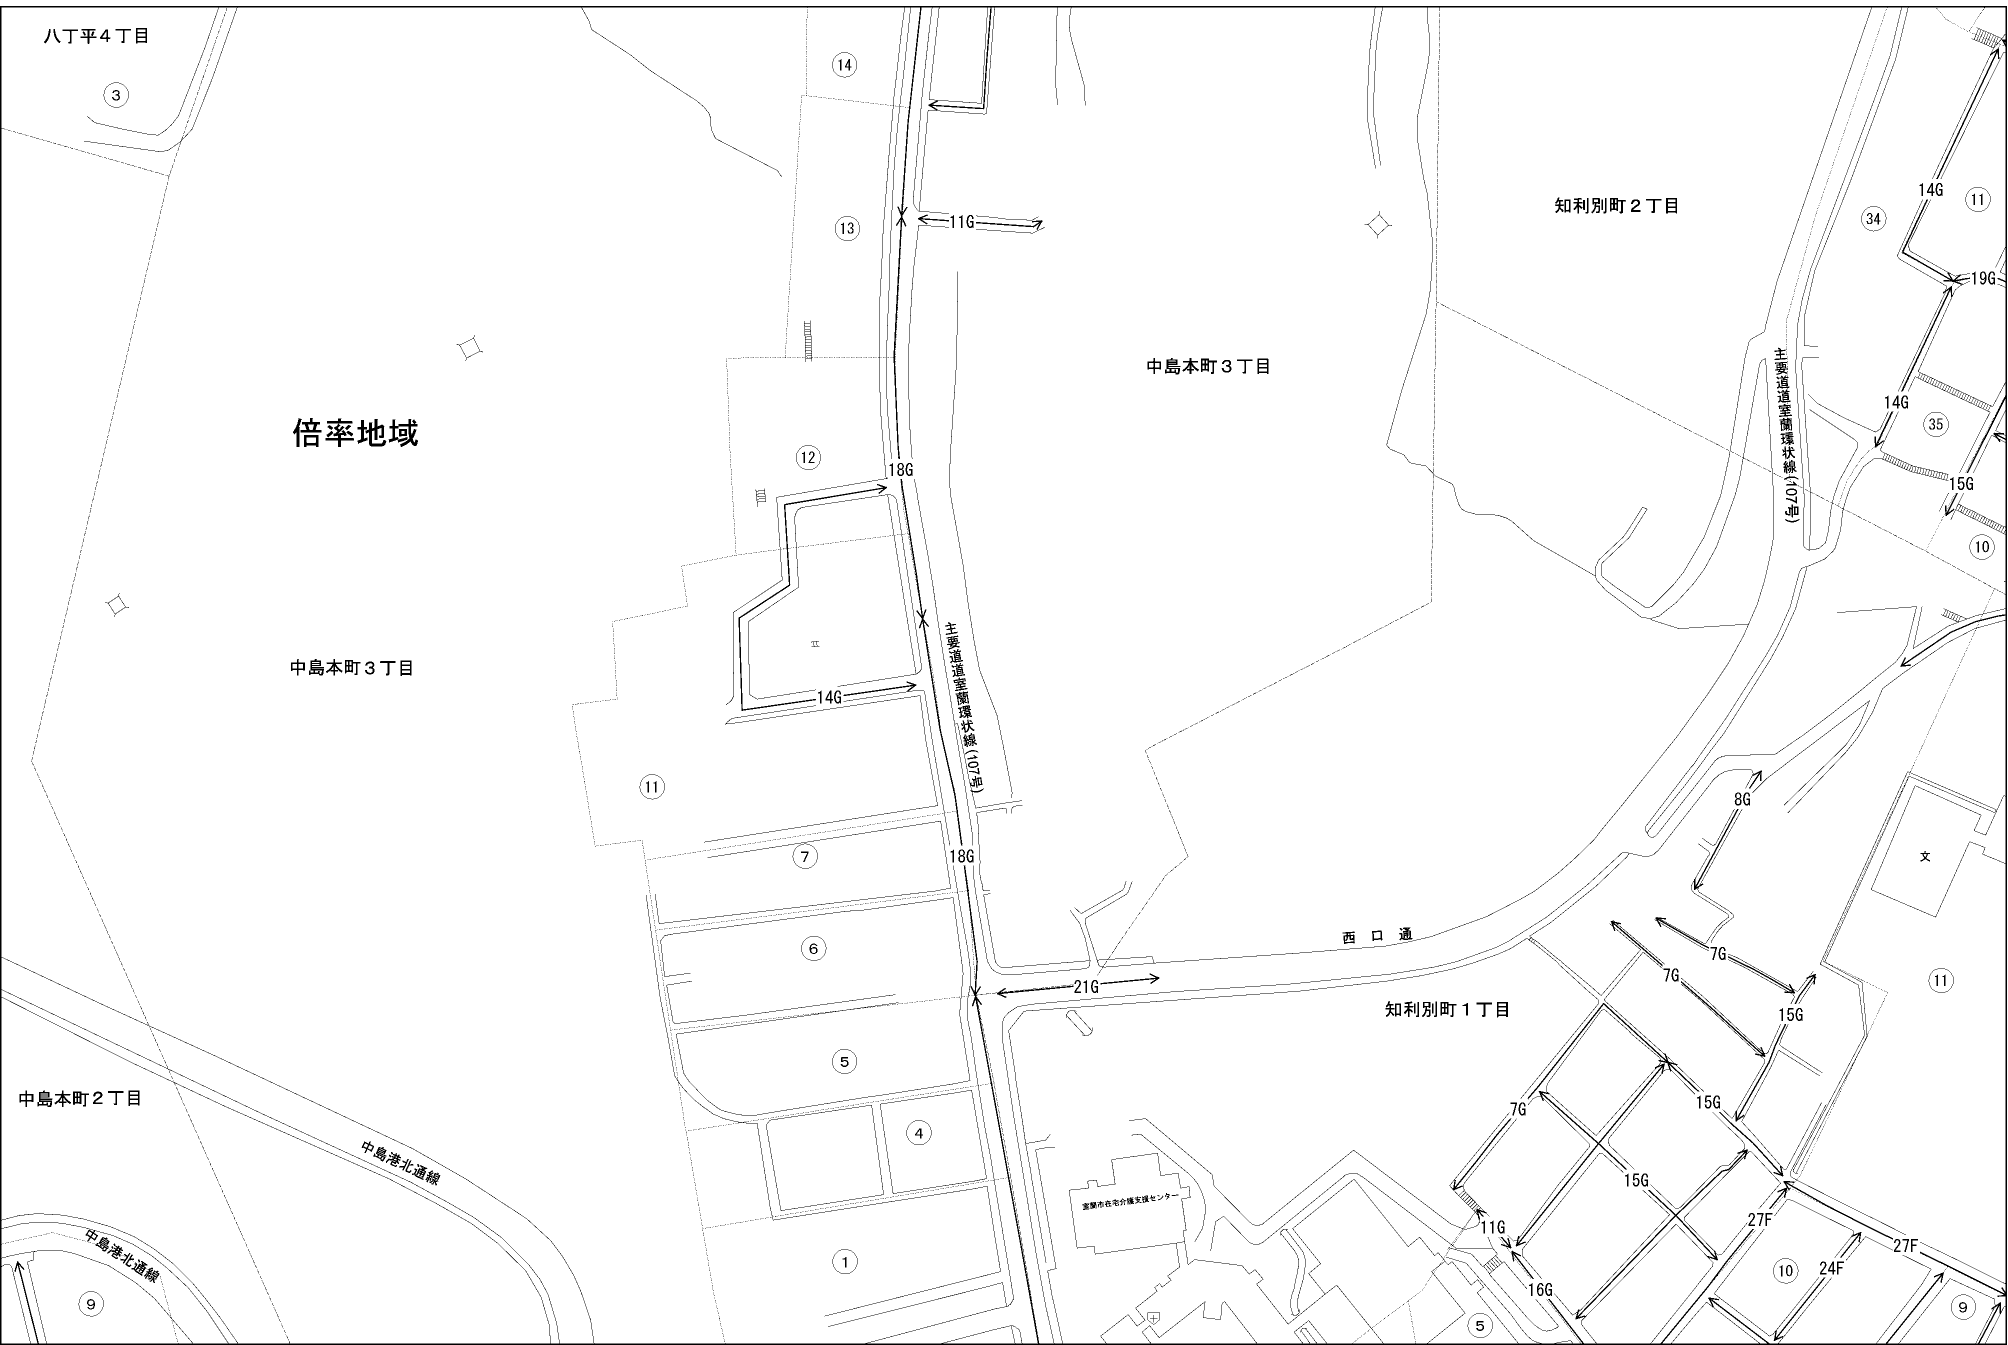 八丁平４丁目
3
14
13
11G
知利別町２丁目
14G
11
34
19G
中島本町３丁目
倍率地域
主要道道室蘭環状線(107号)
14G
35
15G
10
12
18G
主要道道室蘭環状線(107号)
中島本町３丁目
14G
11
7
18G
8G
文
6
西口通
21G
7G
7G
15G
11
知利別町１丁目
5
中島本町２丁目
中島港北通線
4
7G
15G
15G
室蘭市在宅介護支援センター
11G
27F
27F
中島港北通線
9
1
16G
10
24F
9
5